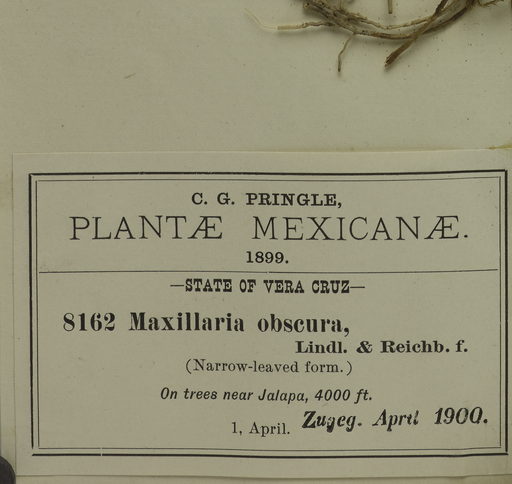 C. G. PRINGLE,
PLANTÆ MEXICANÆ.
1899.
—STATE OF VERA CRUZ—
8162 Maxillaria obscura,
Lindl. & Reichb. f.
(Narrow-leaved form.)
On trees near Jalapa, 4000 ft.
1, April. Zugeg. April 1900.